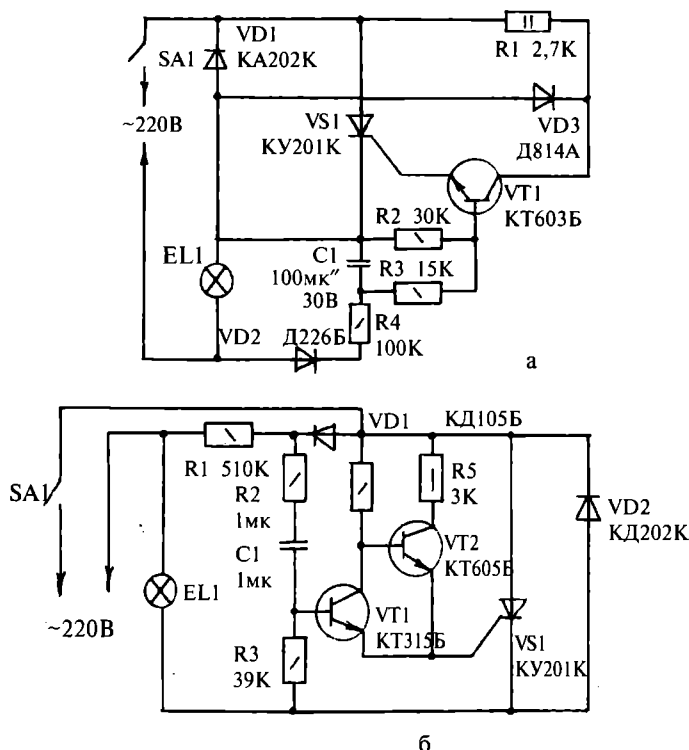 VD1
КА202К
SA1
R1 2,7К
~220В
VS1
КУ201К
VD3
Д814А
VT1
КТ603Б
R2 30К
C1
100мк"
30В
R3 15К
EL1
VD2
Д226Б
R4
100К
а
VD1
КД105Б
SA1
R1 510К
R2
1мк
C1
1мк
R5
3К
VD2
КД202К
VT2
КТ605Б
EL1
~220В
VT1
КТ315Б
R3
39К
VS1
КУ201К
б